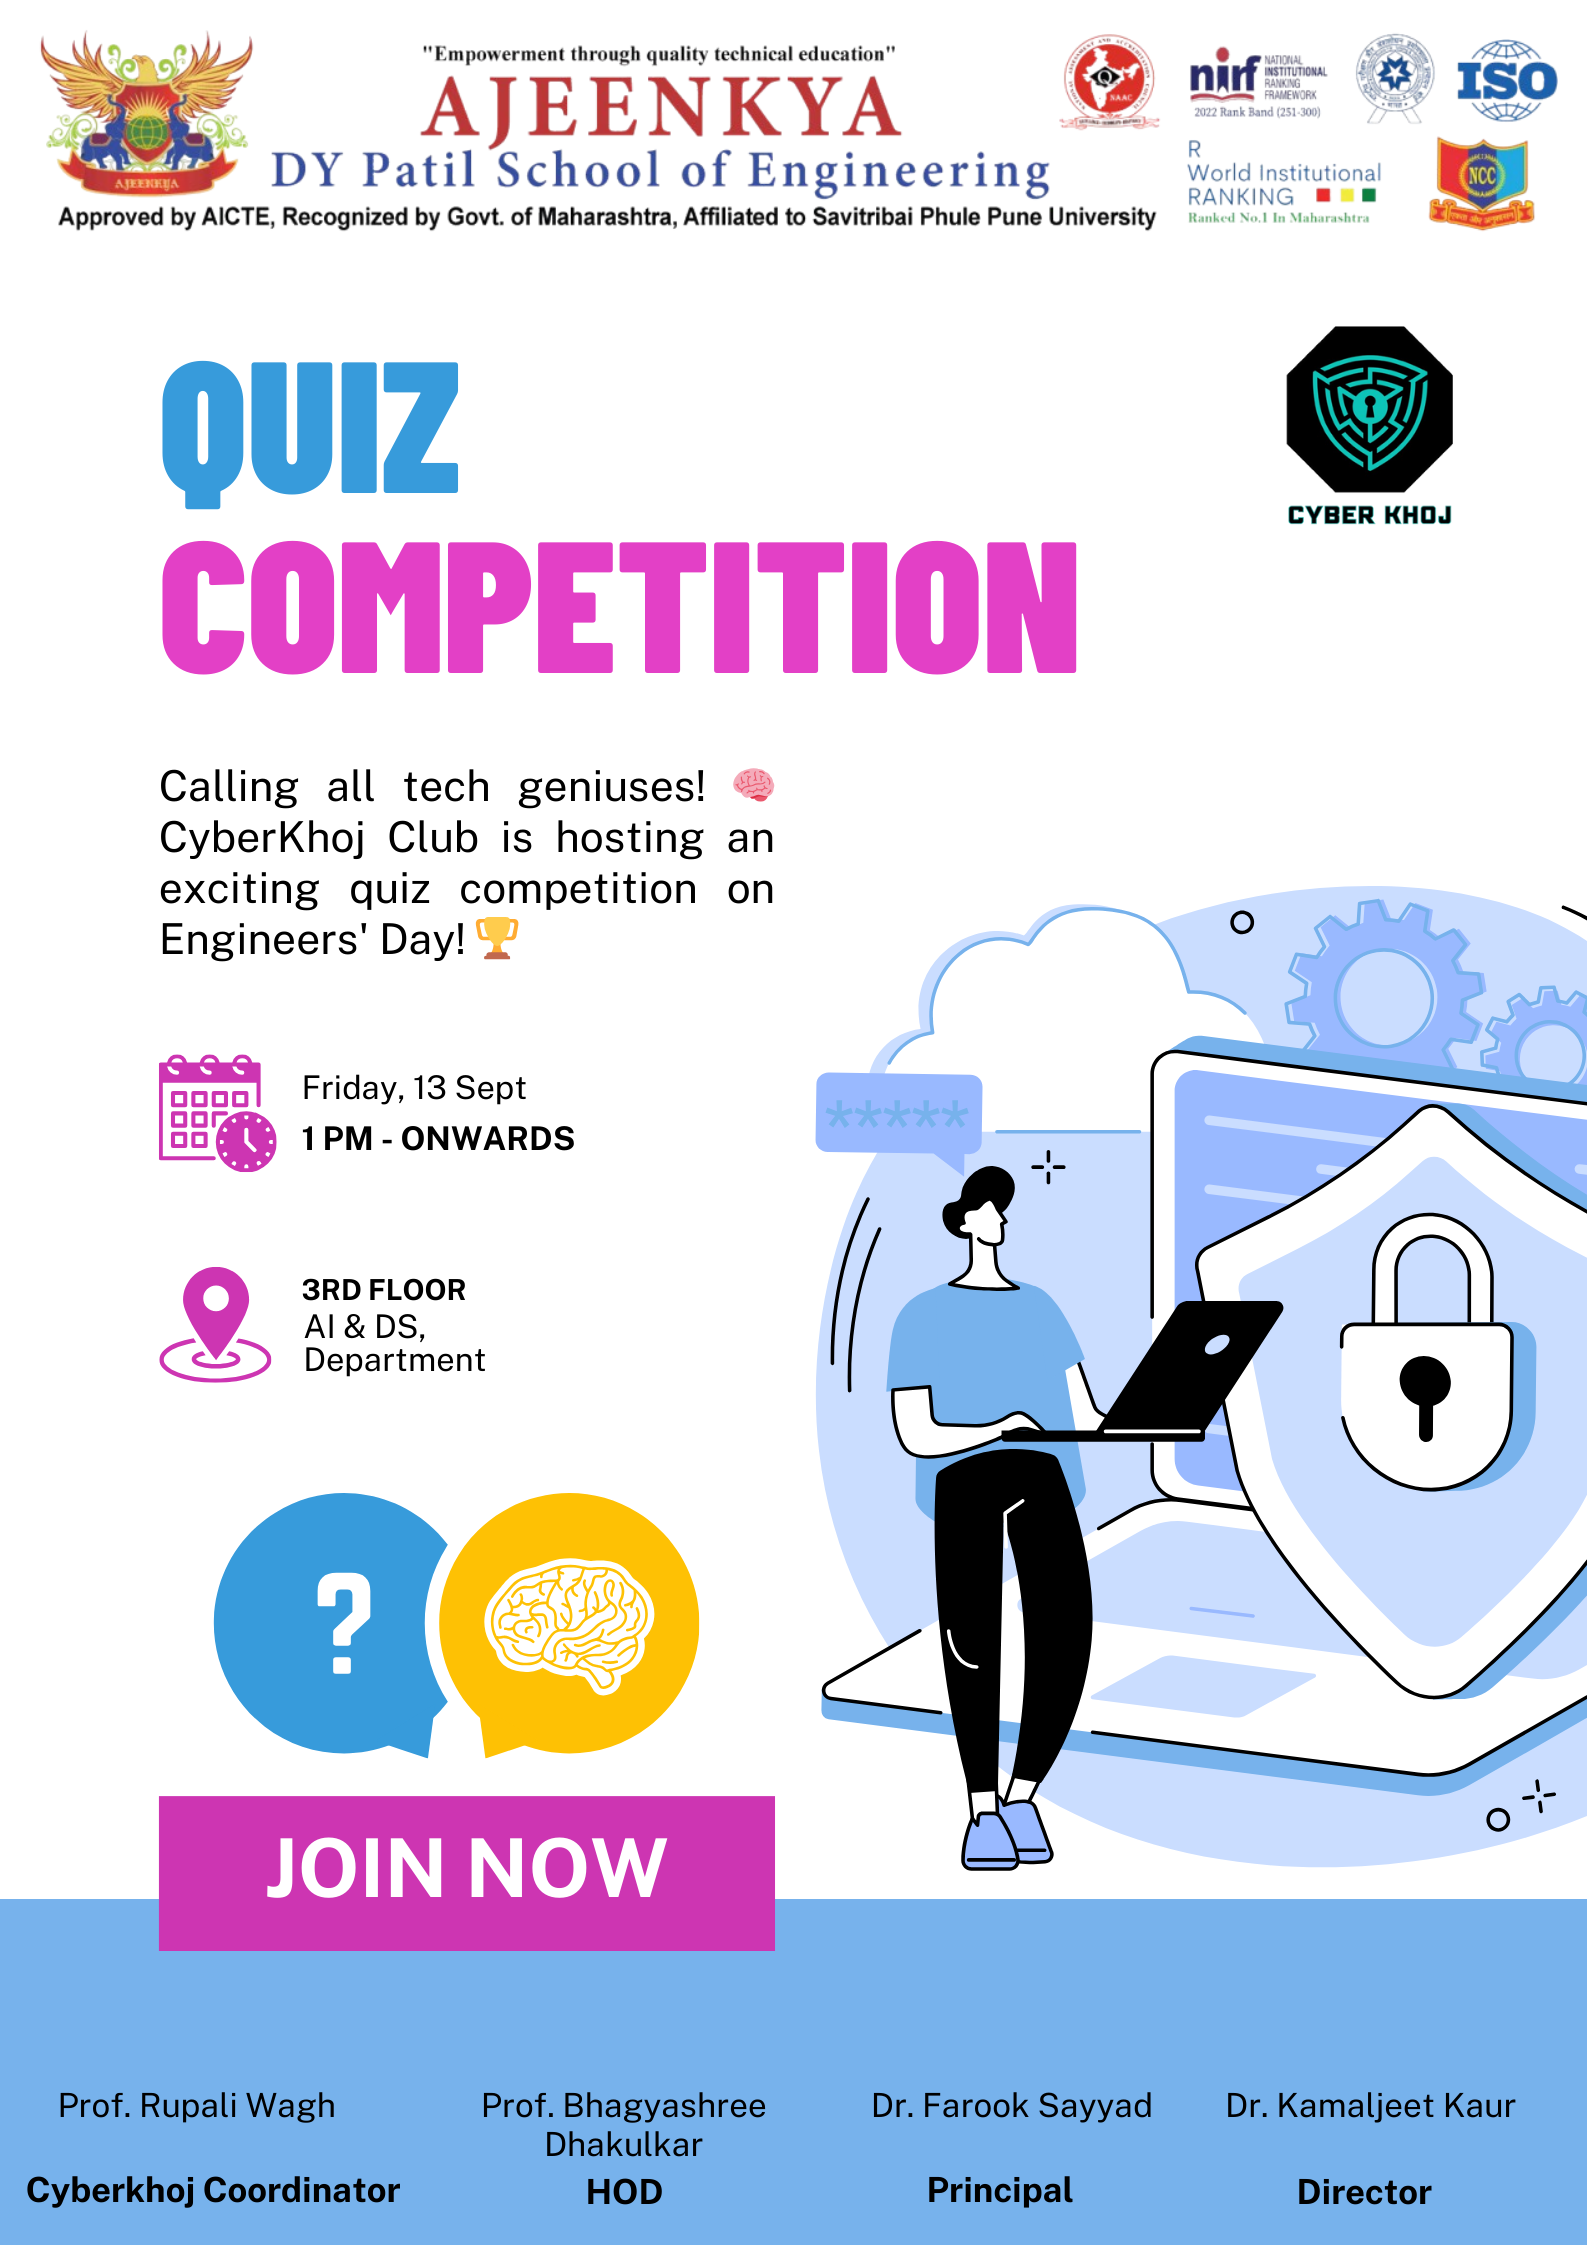 "Empowerment through quality technical education"
AJEENKYA
DY Patil School of Engineering
Approved by AICTE, Recognized by Govt. of Maharashtra, Affiliated to Savitribai Phule Pune University
AJEENKYA
NAAC
nirf
NATIONAL
INSTITUTIONAL
RANKING
FRAMEWORK
2022 Rank Band (251-300)
ISO
R
World Institutional
RANKING
Ranked No.1 In Maharashtra
NCC
QUIZ
COMPETITION
CYBER KHOJ
Calling all tech geniuses! 🧠
CyberKhoj Club is hosting an
exciting quiz competition on
Engineers' Day! 🏆
Friday, 13 Sept
1 PM - ONWARDS
*****
3RD FLOOR
AI & DS,
Department
?
JOIN NOW
Prof. Rupali Wagh
Cyberkhoj Coordinator
Prof. Bhagyashree
Dhakulkar
HOD
Dr. Farook Sayyad
Principal
Dr. Kamaljeet Kaur
Director